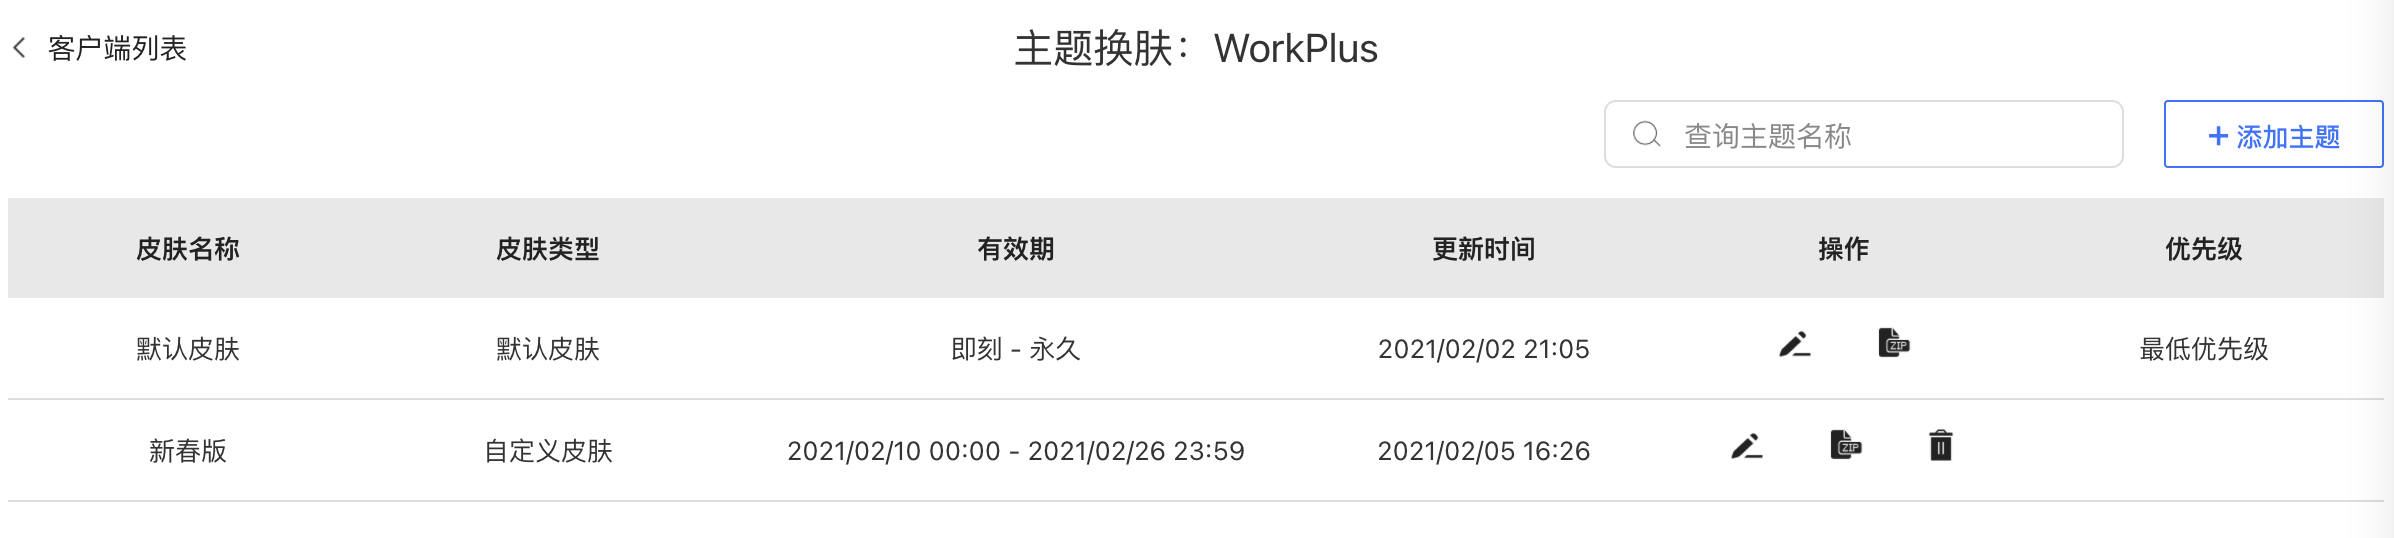 客户端列表
主题换肤：WorkPlus
查询主题名称
+ 添加主题
皮肤名称 皮肤类型 有效期 更新时间 操作 优先级
默认皮肤 默认皮肤 即刻 - 永久 2021/02/02 21:05 ZIP 最低优先级
新春版 自定义皮肤 2021/02/10 00:00 - 2021/02/26 23:59 2021/02/05 16:26 ZIP